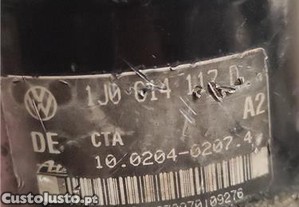 1J0 614 117 D
A2
DE CTA
10.0204-0207.4
CustoJusto.pt